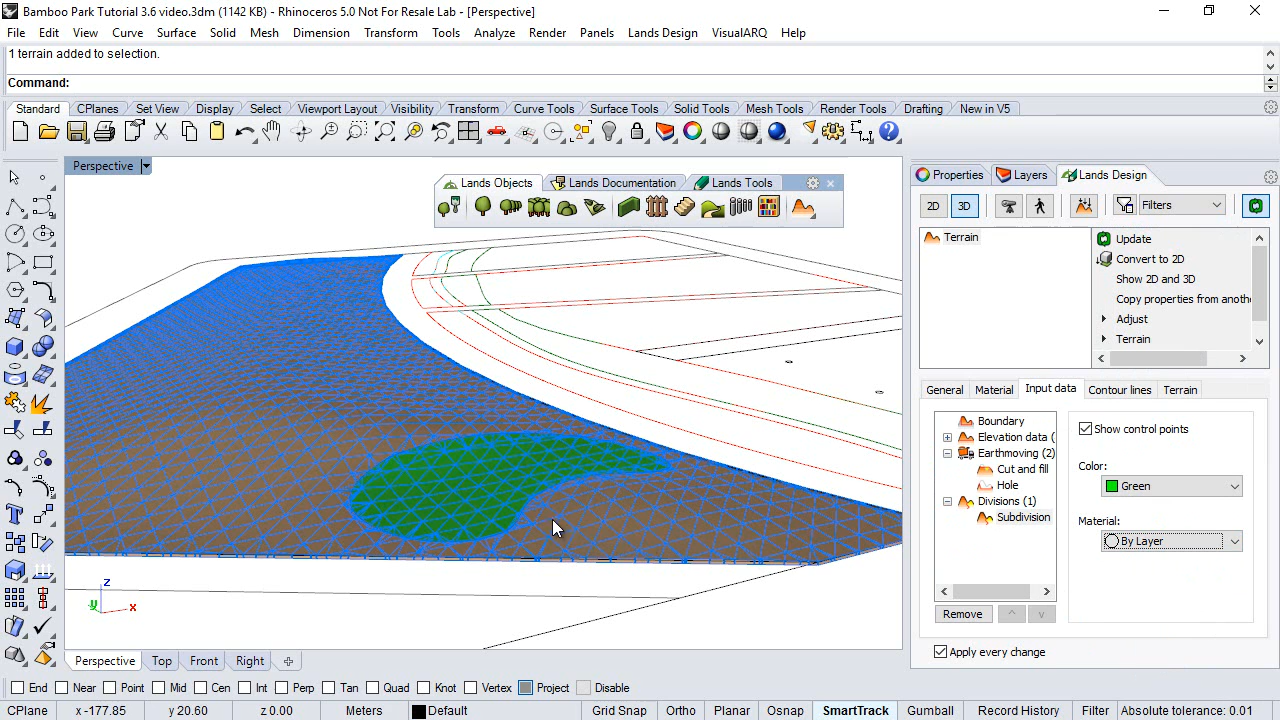 Bamboo Park Tutorial 3.6 video.3dm (1142 KB) - Rhinoceros 5.0 Not For Resale Lab - [Perspective]
File Edit View Curve Surface Solid Mesh Dimension Transform Tools Analyze Render Panels Lands Design VisualARQ Help
1 terrain added to selection.
Command:
Standard CPlanes Set View Display Select Viewport Layout Visibility Transform Curve Tools Surface Tools Solid Tools Mesh Tools Render Tools Drafting New in V5
Perspective
Lands Objects Lands Documentation Lands Tools
Properties Layers Lands Design
2D 3D Filters
Terrain
Update
Convert to 2D
Show 2D and 3D
Copy properties from anothe
Adjust
Terrain
General Material Input data Contour lines Terrain
Boundary
Elevation data (
Earthmoving (2)
Cut and fill
Hole
Divisions (1)
Subdivision
Show control points
Color:
Green
Material:
By Layer
Remove
Apply every change
z
y x
Perspective Top Front Right
End Near Point Mid Cen Int Perp Tan Quad Knot Vertex Project Disable
CPlane x -177.85 y 20.60 z 0.00 Meters Default Grid Snap Ortho Planar Osnap SmartTrack Gumball Record History Filter Absolute tolerance: 0.01